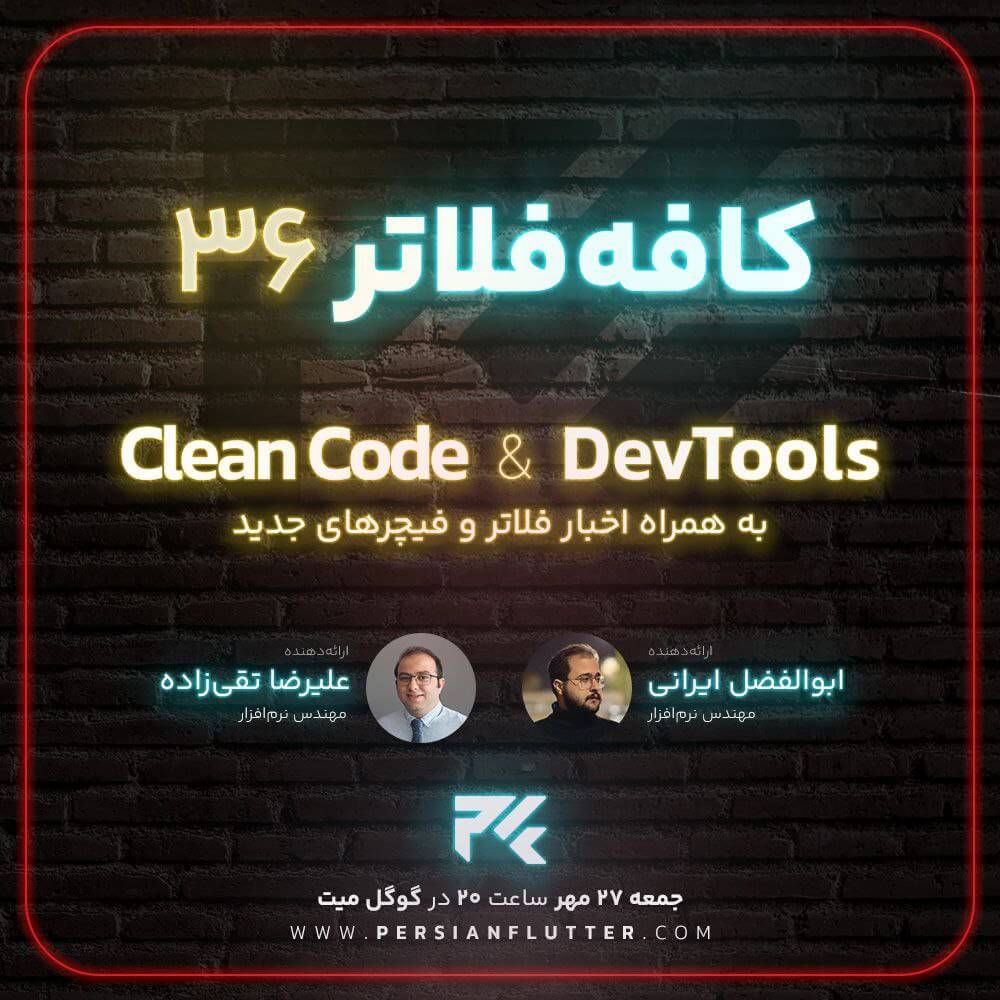 کافه فلاتر ۳۶
Clean Code & DevTools
به همراه اخبار فلاتر و فیچرهای جدید
ارائه‌دهنده
ابوالفضل ایرانی
مهندس نرم‌افزار
ارائه‌دهنده
علیرضا تقی‌زاده
مهندس نرم‌افزار
جمعه ۲۷ مهر ساعت ۲۰ در گوگل میت
WWW.PERSIANFLUTTER.COM